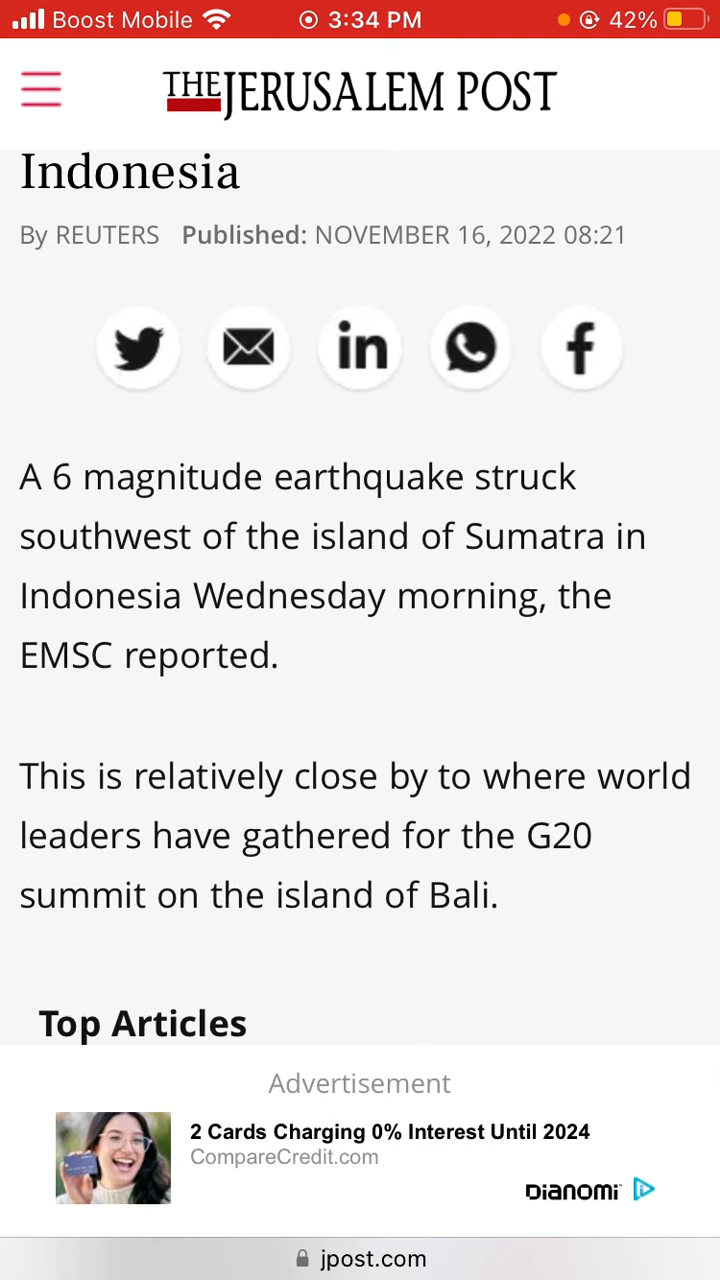 Boost Mobile 3:34 PM 42%
THE JERUSALEM POST
Indonesia
By REUTERS Published: NOVEMBER 16, 2022 08:21
in f
A 6 magnitude earthquake struck
southwest of the island of Sumatra in
Indonesia Wednesday morning, the
EMSC reported.
This is relatively close by to where world
leaders have gathered for the G20
summit on the island of Bali.
Top Articles
Advertisement
2 Cards Charging 0% Interest Until 2024
CompareCredit.com
DIANOMI
jpost.com